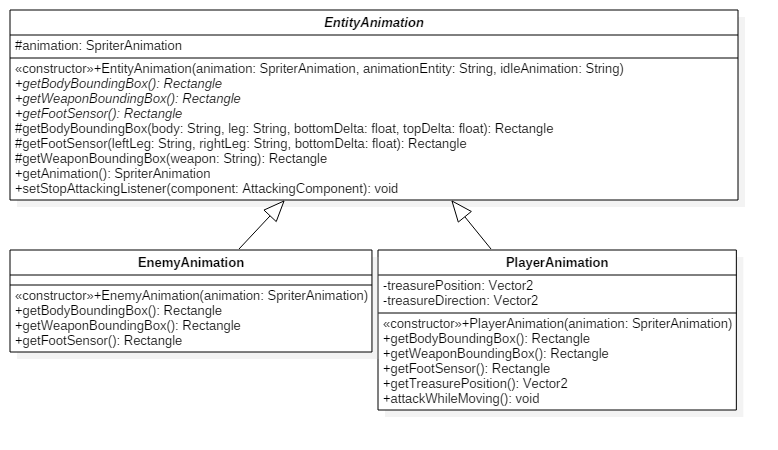 EntityAnimation
#animation: SpriterAnimation
«constructor»+EntityAnimation(animation: SpriterAnimation, animationEntity: String, idleAnimation: String)
+getBodyBoundingBox(): Rectangle
+getWeaponBoundingBox(): Rectangle
+getFootSensor(): Rectangle
#getBodyBoundingBox(body: String, leg: String, bottomDelta: float, topDelta: float): Rectangle
#getFootSensor(leftLeg: String, rightLeg: String, bottomDelta: float): Rectangle
#getWeaponBoundingBox(weapon: String): Rectangle
+getAnimation(): SpriterAnimation
+setStopAttackingListener(component: AttackingComponent): void
EnemyAnimation
«constructor»+EnemyAnimation(animation: SpriterAnimation)
+getBodyBoundingBox(): Rectangle
+getWeaponBoundingBox(): Rectangle
+getFootSensor(): Rectangle
PlayerAnimation
-treasurePosition: Vector2
-treasureDirection: Vector2
«constructor»+PlayerAnimation(animation: SpriterAnimation)
+getBodyBoundingBox(): Rectangle
+getWeaponBoundingBox(): Rectangle
+getFootSensor(): Rectangle
+getTreasurePosition(): Vector2
+attackWhileMoving(): void